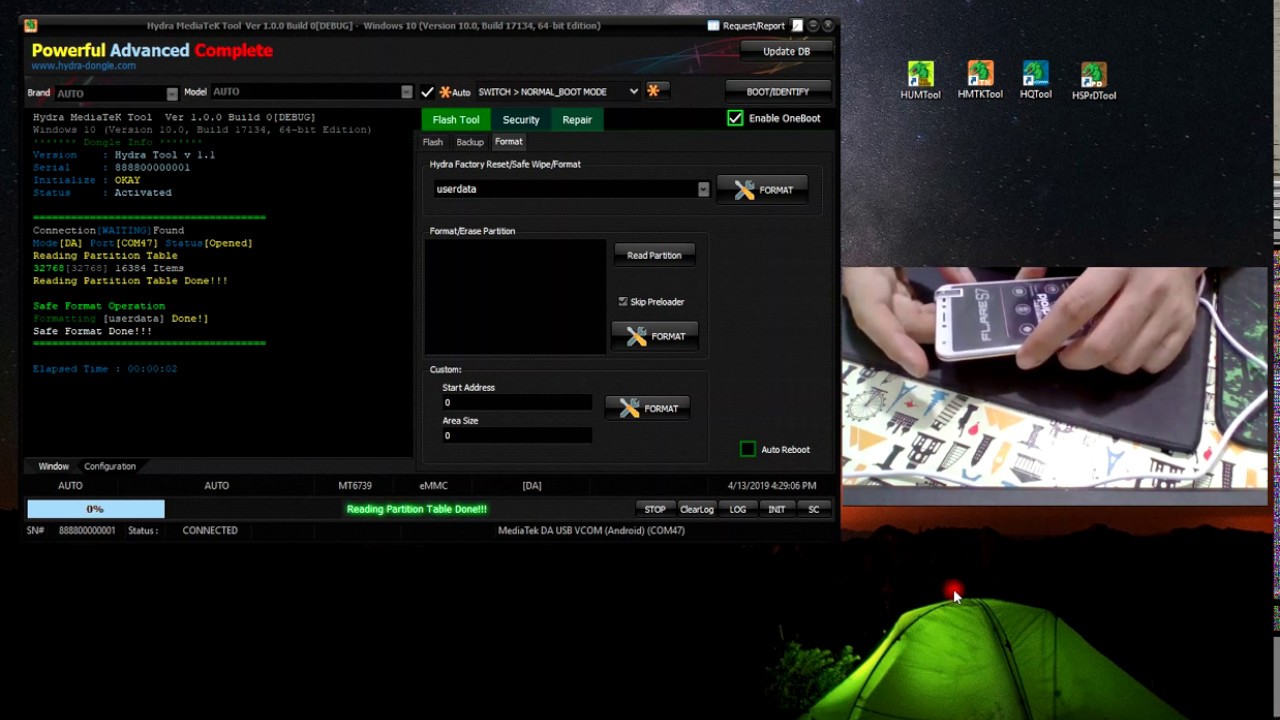 Hydra MediaTeK Tool Ver 1.0.0 Build 0[DEBUG] - Windows 10 (Version 10.0, Build 17134, 64-bit Edition)
Request/Report
Powerful Advanced Complete
www.hydra-dongle.com
Update DB
Brand AUTO Model AUTO
Auto SWITCH > NORMAL_BOOT MODE
BOOT/IDENTIFY
Hydra MediaTeK Tool Ver 1.0.0 Build 0[DEBUG]
Windows 10 (Version 10.0, Build 17134, 64-bit Edition)
******* Dongle Info *******
Version : Hydra Tool v 1.1
Serial : 888800000001
Initialize : OKAY
Status : Activated
Connection[WAITING]Found
Mode[DA] Port[COM47] Status[Opened]
Reading Partition Table
32768[32768] 16384 Items
Reading Partition Table Done!!!
Safe Format Operation
Formatting [userdata] Done!]
Safe Format Done!!!
Elapsed Time : 00:00:02
Flash Tool Security Repair
Enable OneBoot
Flash Backup Format
Hydra Factory Reset/Safe Wipe/Format
userdata
FORMAT
Format/Erase Partition
Read Partition
Skip Preloader
FORMAT
Custom:
Start Address
0
FORMAT
Area Size
0
Auto Reboot
Window Configuration
AUTO AUTO MT6739 eMMC [DA] 4/13/2019 4:29:06 PM
0% Reading Partition Table Done!!! STOP ClearLog LOG INIT SC
SN# 888800000001 Status : CONNECTED MediaTek DA USB VCOM (Android) (COM47)
HUMTool
HMTKTool
HQTool
HSPrDTool
FLARE S7